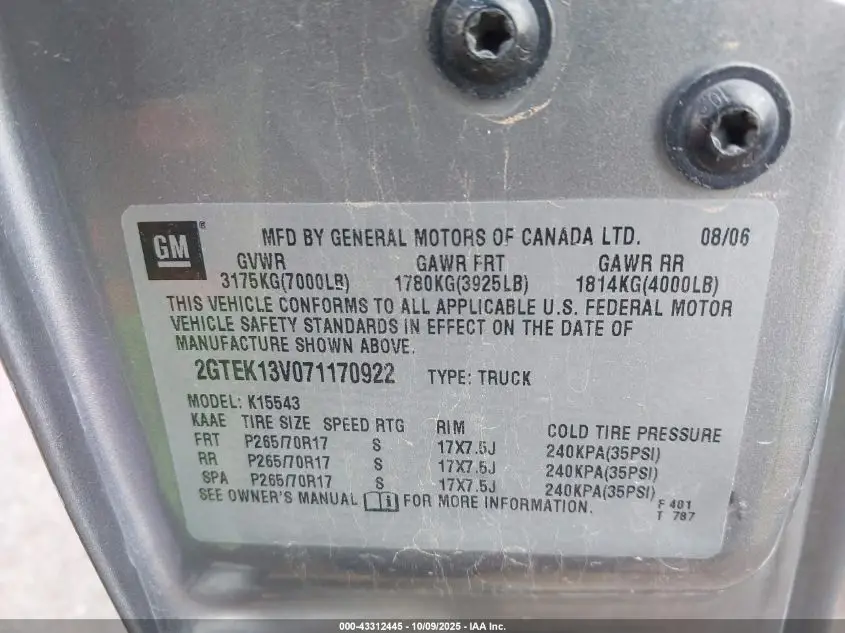 GM ®
MFD BY GENERAL MOTORS OF CANADA LTD. 08/06
GVWR GAWR FRT GAWR RR
3175KG(7000LB) 1780KG(3925LB) 1814KG(4000LB)
THIS VEHICLE CONFORMS TO ALL APPLICABLE U.S. FEDERAL MOTOR
VEHICLE SAFETY STANDARDS IN EFFECT ON THE DATE OF
MANUFACTURE SHOWN ABOVE.
2GTEK13V071170922 TYPE: TRUCK
MODEL: K15543
KAAE TIRE SIZE SPEED RTG RIM COLD TIRE PRESSURE
FRT P265/70R17 S 17X7.5J 240KPA(35PSI)
RR P265/70R17 S 17X7.5J 240KPA(35PSI)
SPA P265/70R17 S 17X7.5J 240KPA(35PSI)
SEE OWNER'S MANUAL FOR MORE INFORMATION.
F 401
T 787
000-43312445 - 10/09/2025 - IAA Inc.